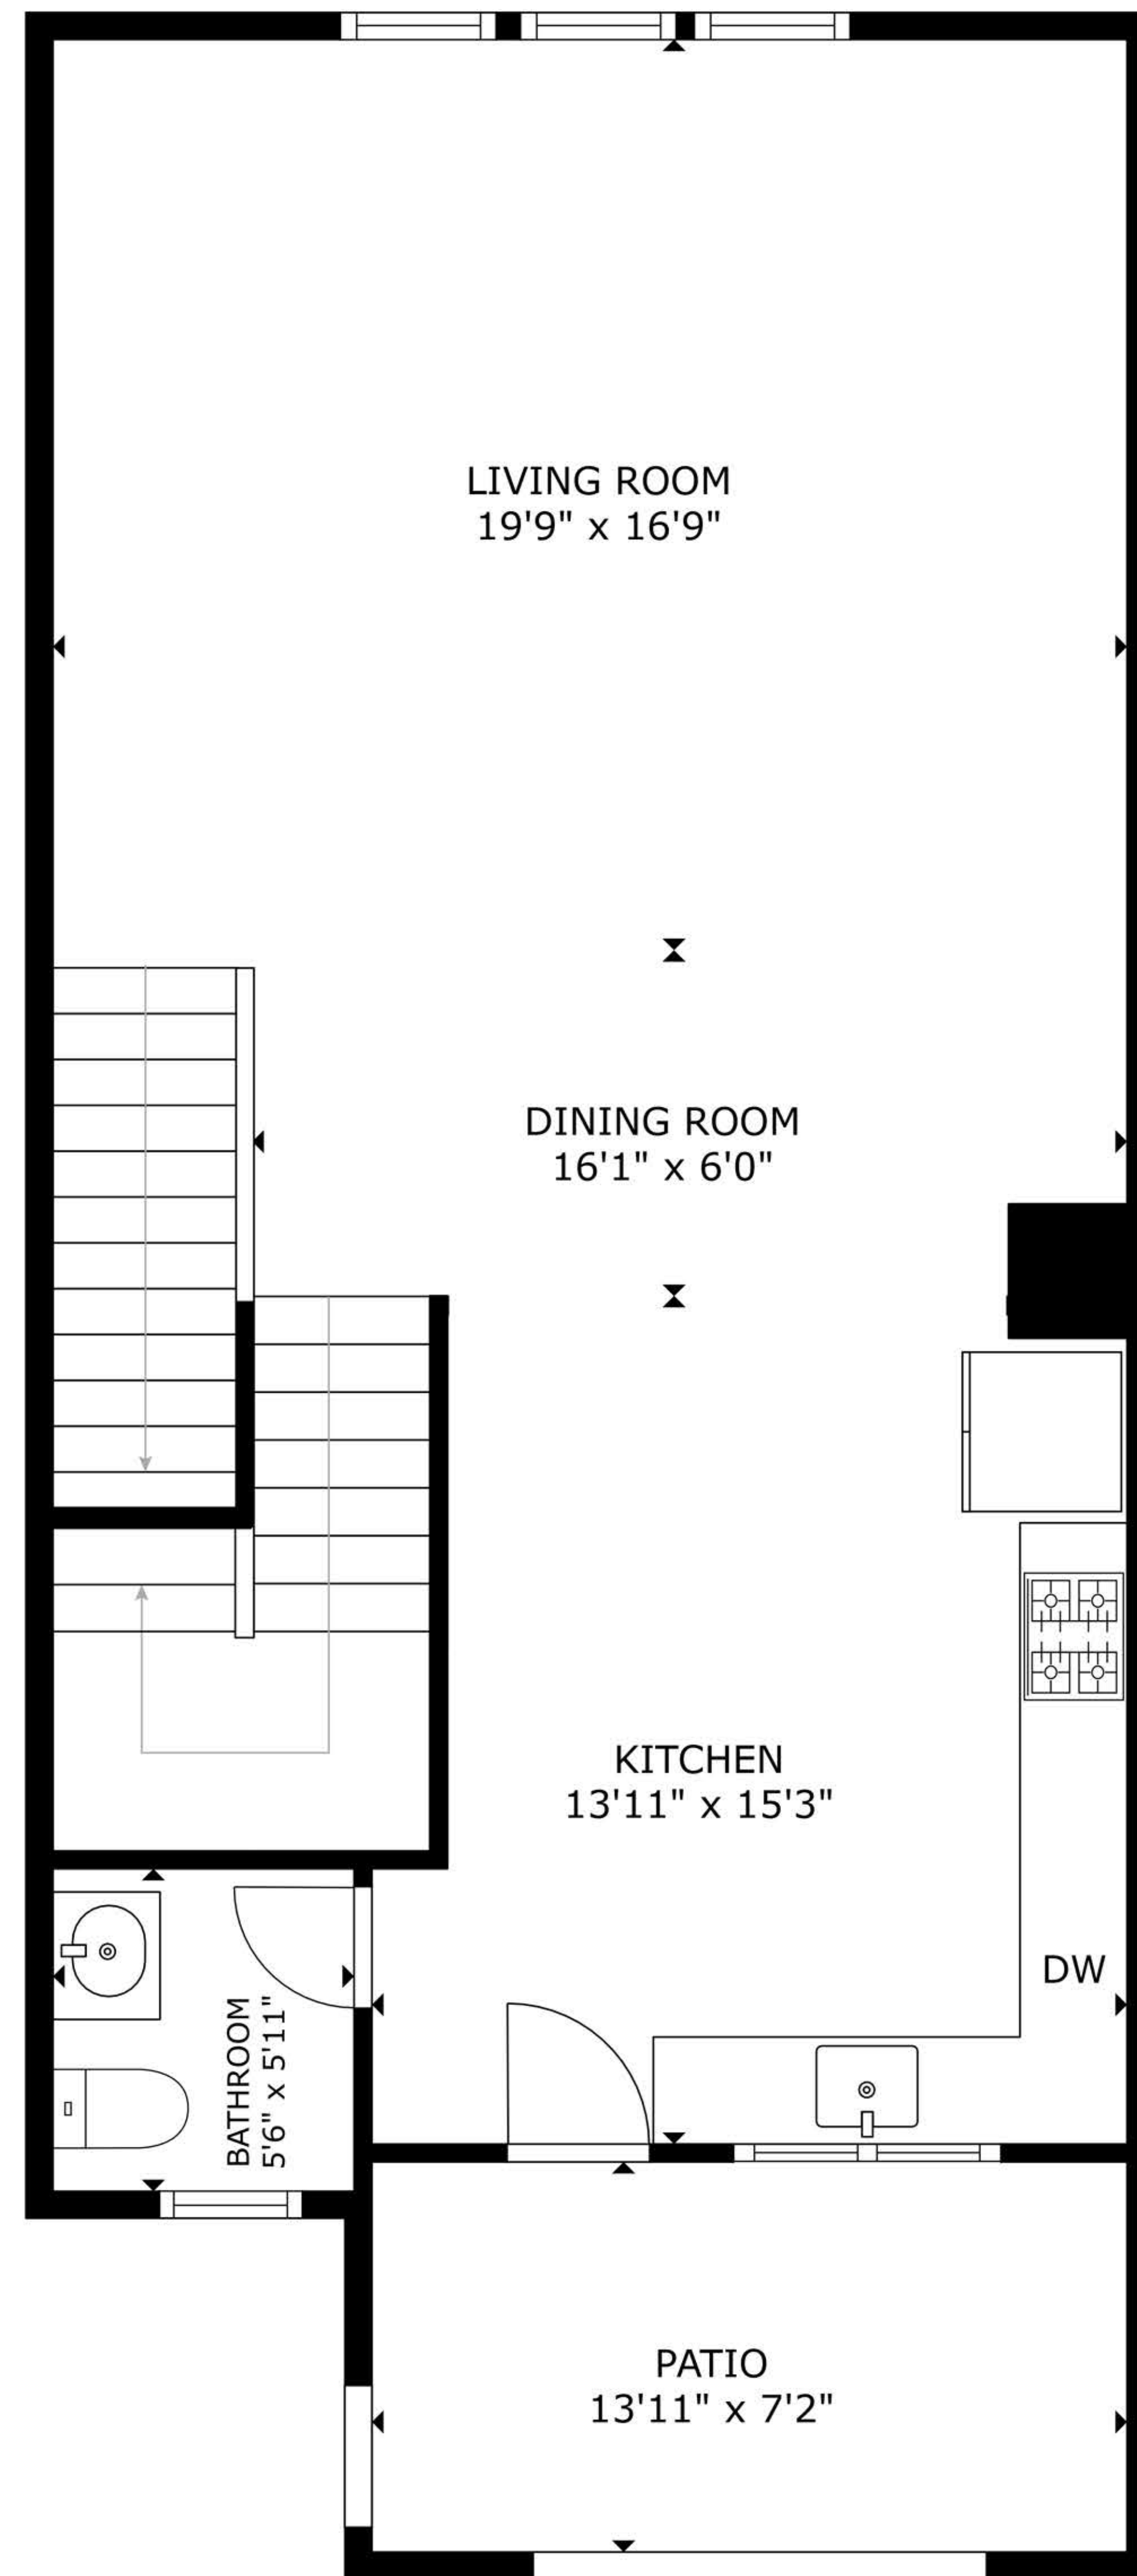 LIVING ROOM
19'9" x 16'9"
DINING ROOM
16'1" x 6'0"
KITCHEN
13'11" x 15'3"
DW
BATHROOM
5'6" x 5'11"
PATIO
13'11" x 7'2"